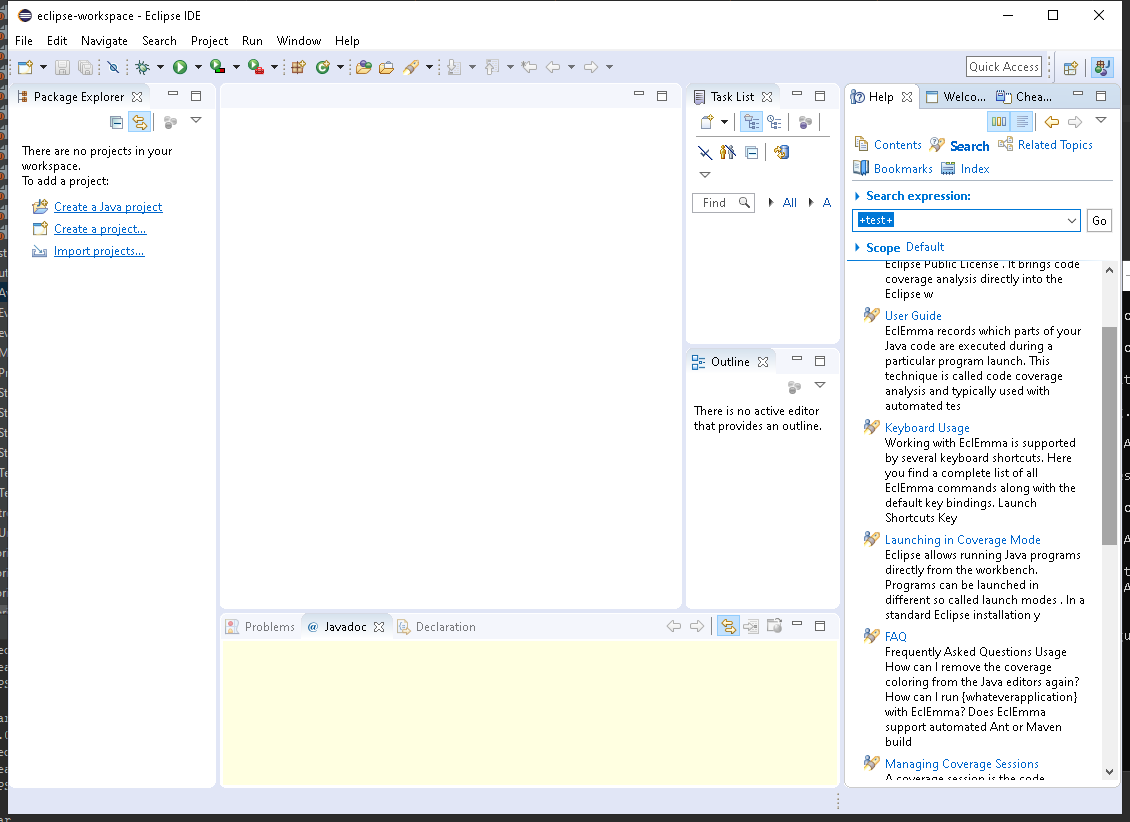 eclipse-workspace - Eclipse IDE
File Edit Navigate Search Project Run Window Help
Quick Access
Package Explorer
There are no projects in your
workspace.
To add a project:
Create a Java project
Create a project...
Import projects...
Task List
Find
All
A
Outline
There is no active editor
that provides an outline.
Problems
@ Javadoc
Declaration
Help
Welco...
Chea...
Contents
Search
Related Topics
Bookmarks
Index
Search expression:
+test+
Go
Scope Default
Eclipse Public License . It brings code
coverage analysis directly into the
Eclipse w
User Guide
EclEmma records which parts of your
Java code are executed during a
particular program launch. This
technique is called code coverage
analysis and typically used with
automated tes
Keyboard Usage
Working with EclEmma is supported
by several keyboard shortcuts. Here
you find a complete list of all
EclEmma commands along with the
default key bindings. Launch
Shortcuts Key
Launching in Coverage Mode
Eclipse allows running Java programs
directly from the workbench.
Programs can be launched in
different so called launch modes . In a
standard Eclipse installation y
FAQ
Frequently Asked Questions Usage
How can I remove the coverage
coloring from the Java editors again?
How can I run {whateverapplication}
with EclEmma? Does EclEmma
support automated Ant or Maven
build
Managing Coverage Sessions
A coverage session is the code